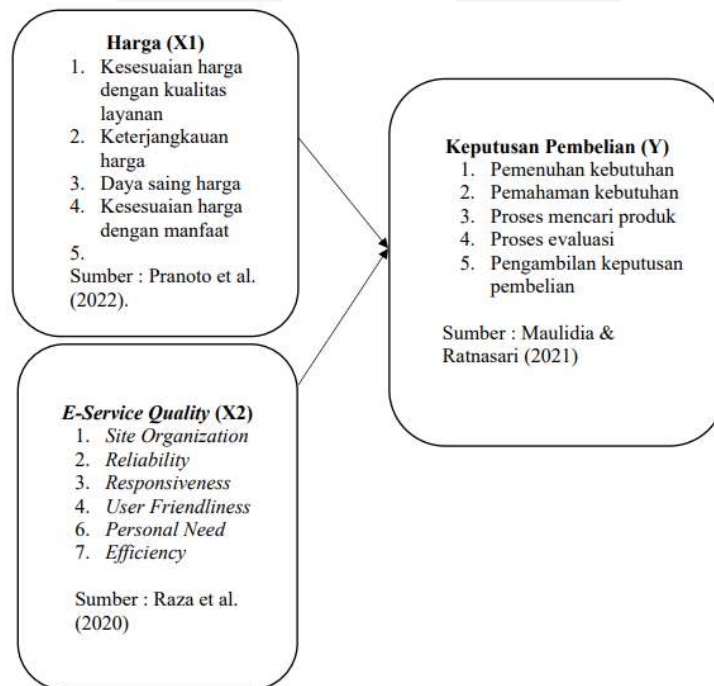 Harga (X1)
1. Kesesuaian harga
dengan kualitas
layanan
2. Keterjangkauan
harga
3. Daya saing harga
4. Kesesuaian harga
dengan manfaat
5.
Sumber : Pranoto et al.
(2022).
E-Service Quality (X2)
1. Site Organization
2. Reliability
3. Responsiveness
4. User Friendliness
6. Personal Need
7. Efficiency
Sumber : Raza et al.
(2020)
Keputusan Pembelian (Y)
1. Pemenuhan kebutuhan
2. Pemahaman kebutuhan
3. Proses mencari produk
4. Proses evaluasi
5. Pengambilan keputusan
pembelian
Sumber : Maulidia &
Ratnasari (2021)